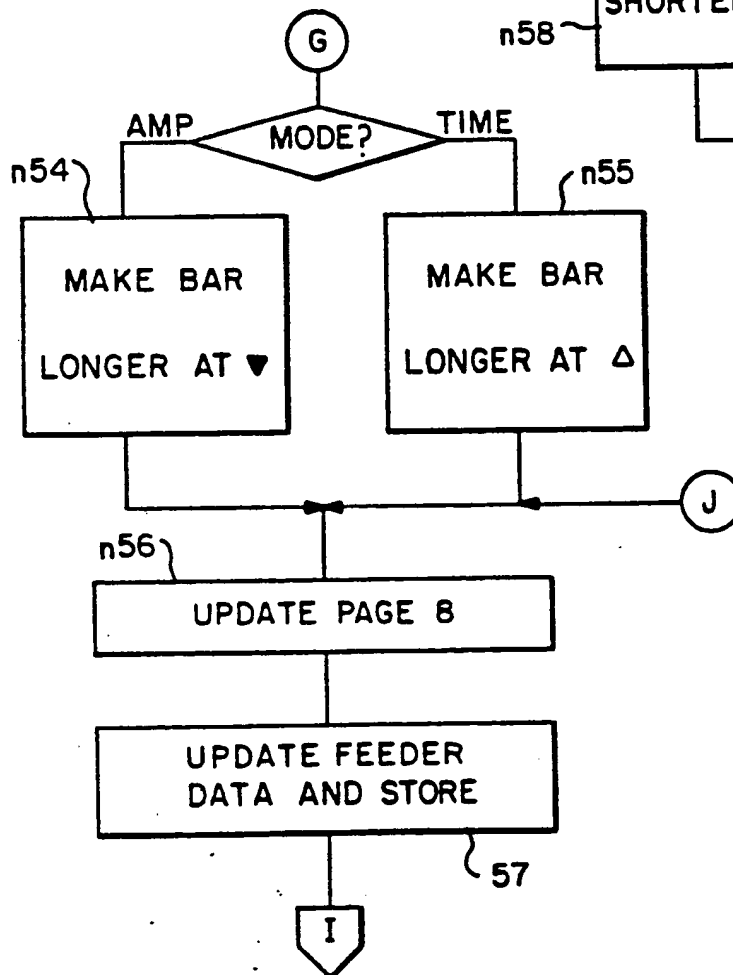 G
n58
AMP
MODE?
TIME
n54
n55
MAKE BAR
LONGER AT ▼
MAKE BAR
LONGER AT △
J
n56
UPDATE PAGE 8
UPDATE FEEDER
DATA AND STORE
57
I